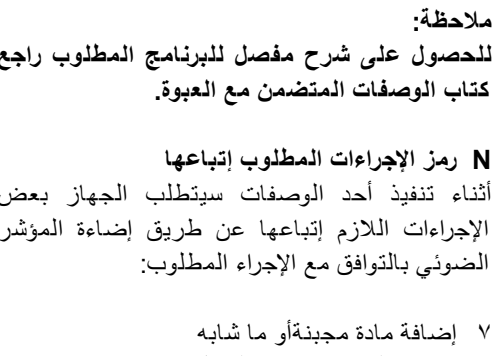 ملاحظة:
للحصول على شرح مفصل للبرنامج المطلوب راجع
كتاب الوصفات المتضمن مع العبوة.
N رمز الإجراءات المطلوب إتباعها
أثناء تنفيذ أحد الوصفات سيتطلب الجهاز بعض
الإجراءات اللازم إتباعها عن طريق إضاءة المؤشر
الضوئي بالتوافق مع الإجراء المطلوب:
٧ إضافة مادة مجبنةأو ما شابه